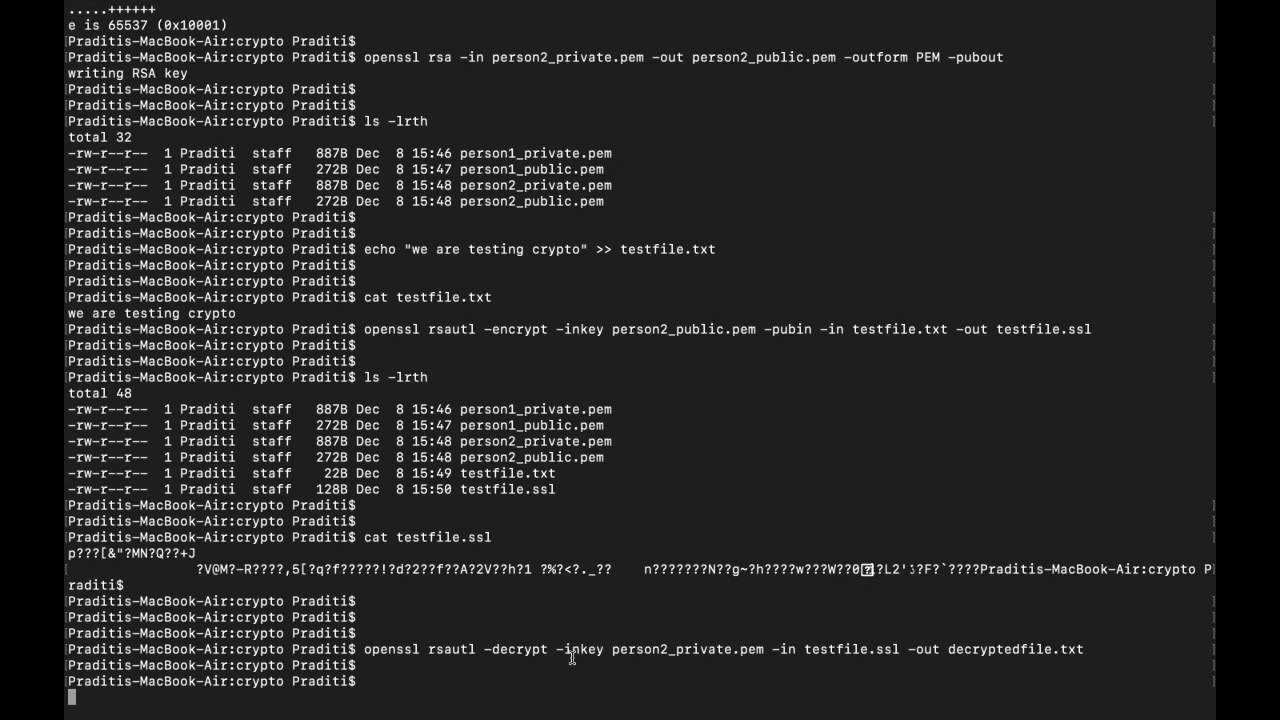 .....++++++
e is 65537 (0x10001)
Praditis-MacBook-Air:crypto Praditi$
Praditis-MacBook-Air:crypto Praditi$ openssl rsa -in person2_private.pem -out person2_public.pem -outform PEM -pubout
writing RSA key
Praditis-MacBook-Air:crypto Praditi$
Praditis-MacBook-Air:crypto Praditi$
Praditis-MacBook-Air:crypto Praditi$ ls -lrth
total 32
-rw-r--r--  1 Praditi  staff   887B Dec  8 15:46 person1_private.pem
-rw-r--r--  1 Praditi  staff   272B Dec  8 15:47 person1_public.pem
-rw-r--r--  1 Praditi  staff   887B Dec  8 15:48 person2_private.pem
-rw-r--r--  1 Praditi  staff   272B Dec  8 15:48 person2_public.pem
Praditis-MacBook-Air:crypto Praditi$
Praditis-MacBook-Air:crypto Praditi$
Praditis-MacBook-Air:crypto Praditi$ echo "we are testing crypto" >> testfile.txt
Praditis-MacBook-Air:crypto Praditi$
Praditis-MacBook-Air:crypto Praditi$
Praditis-MacBook-Air:crypto Praditi$ cat testfile.txt
we are testing crypto
Praditis-MacBook-Air:crypto Praditi$ openssl rsautl -encrypt -inkey person2_public.pem -pubin -in testfile.txt -out testfile.ssl
Praditis-MacBook-Air:crypto Praditi$
Praditis-MacBook-Air:crypto Praditi$
Praditis-MacBook-Air:crypto Praditi$ ls -lrth
total 48
-rw-r--r--  1 Praditi  staff   887B Dec  8 15:46 person1_private.pem
-rw-r--r--  1 Praditi  staff   272B Dec  8 15:47 person1_public.pem
-rw-r--r--  1 Praditi  staff   887B Dec  8 15:48 person2_private.pem
-rw-r--r--  1 Praditi  staff   272B Dec  8 15:48 person2_public.pem
-rw-r--r--  1 Praditi  staff    22B Dec  8 15:49 testfile.txt
-rw-r--r--  1 Praditi  staff   128B Dec  8 15:50 testfile.ssl
Praditis-MacBook-Air:crypto Praditi$
Praditis-MacBook-Air:crypto Praditi$
Praditis-MacBook-Air:crypto Praditi$ cat testfile.ssl
p???[&"?MN?Q??+J
?V@M?-R????,5[?q?f?????!?d?2??f??A?2V??h?1 ?%?<?._??    n???????N??g~?h????w???W??0 ?L2' ?F?`????Praditis-MacBook-Air:crypto P
raditi$
Praditis-MacBook-Air:crypto Praditi$
Praditis-MacBook-Air:crypto Praditi$
Praditis-MacBook-Air:crypto Praditi$
Praditis-MacBook-Air:crypto Praditi$ openssl rsautl -decrypt -inkey person2_private.pem -in testfile.ssl -out decryptedfile.txt
Praditis-MacBook-Air:crypto Praditi$
Praditis-MacBook-Air:crypto Praditi$